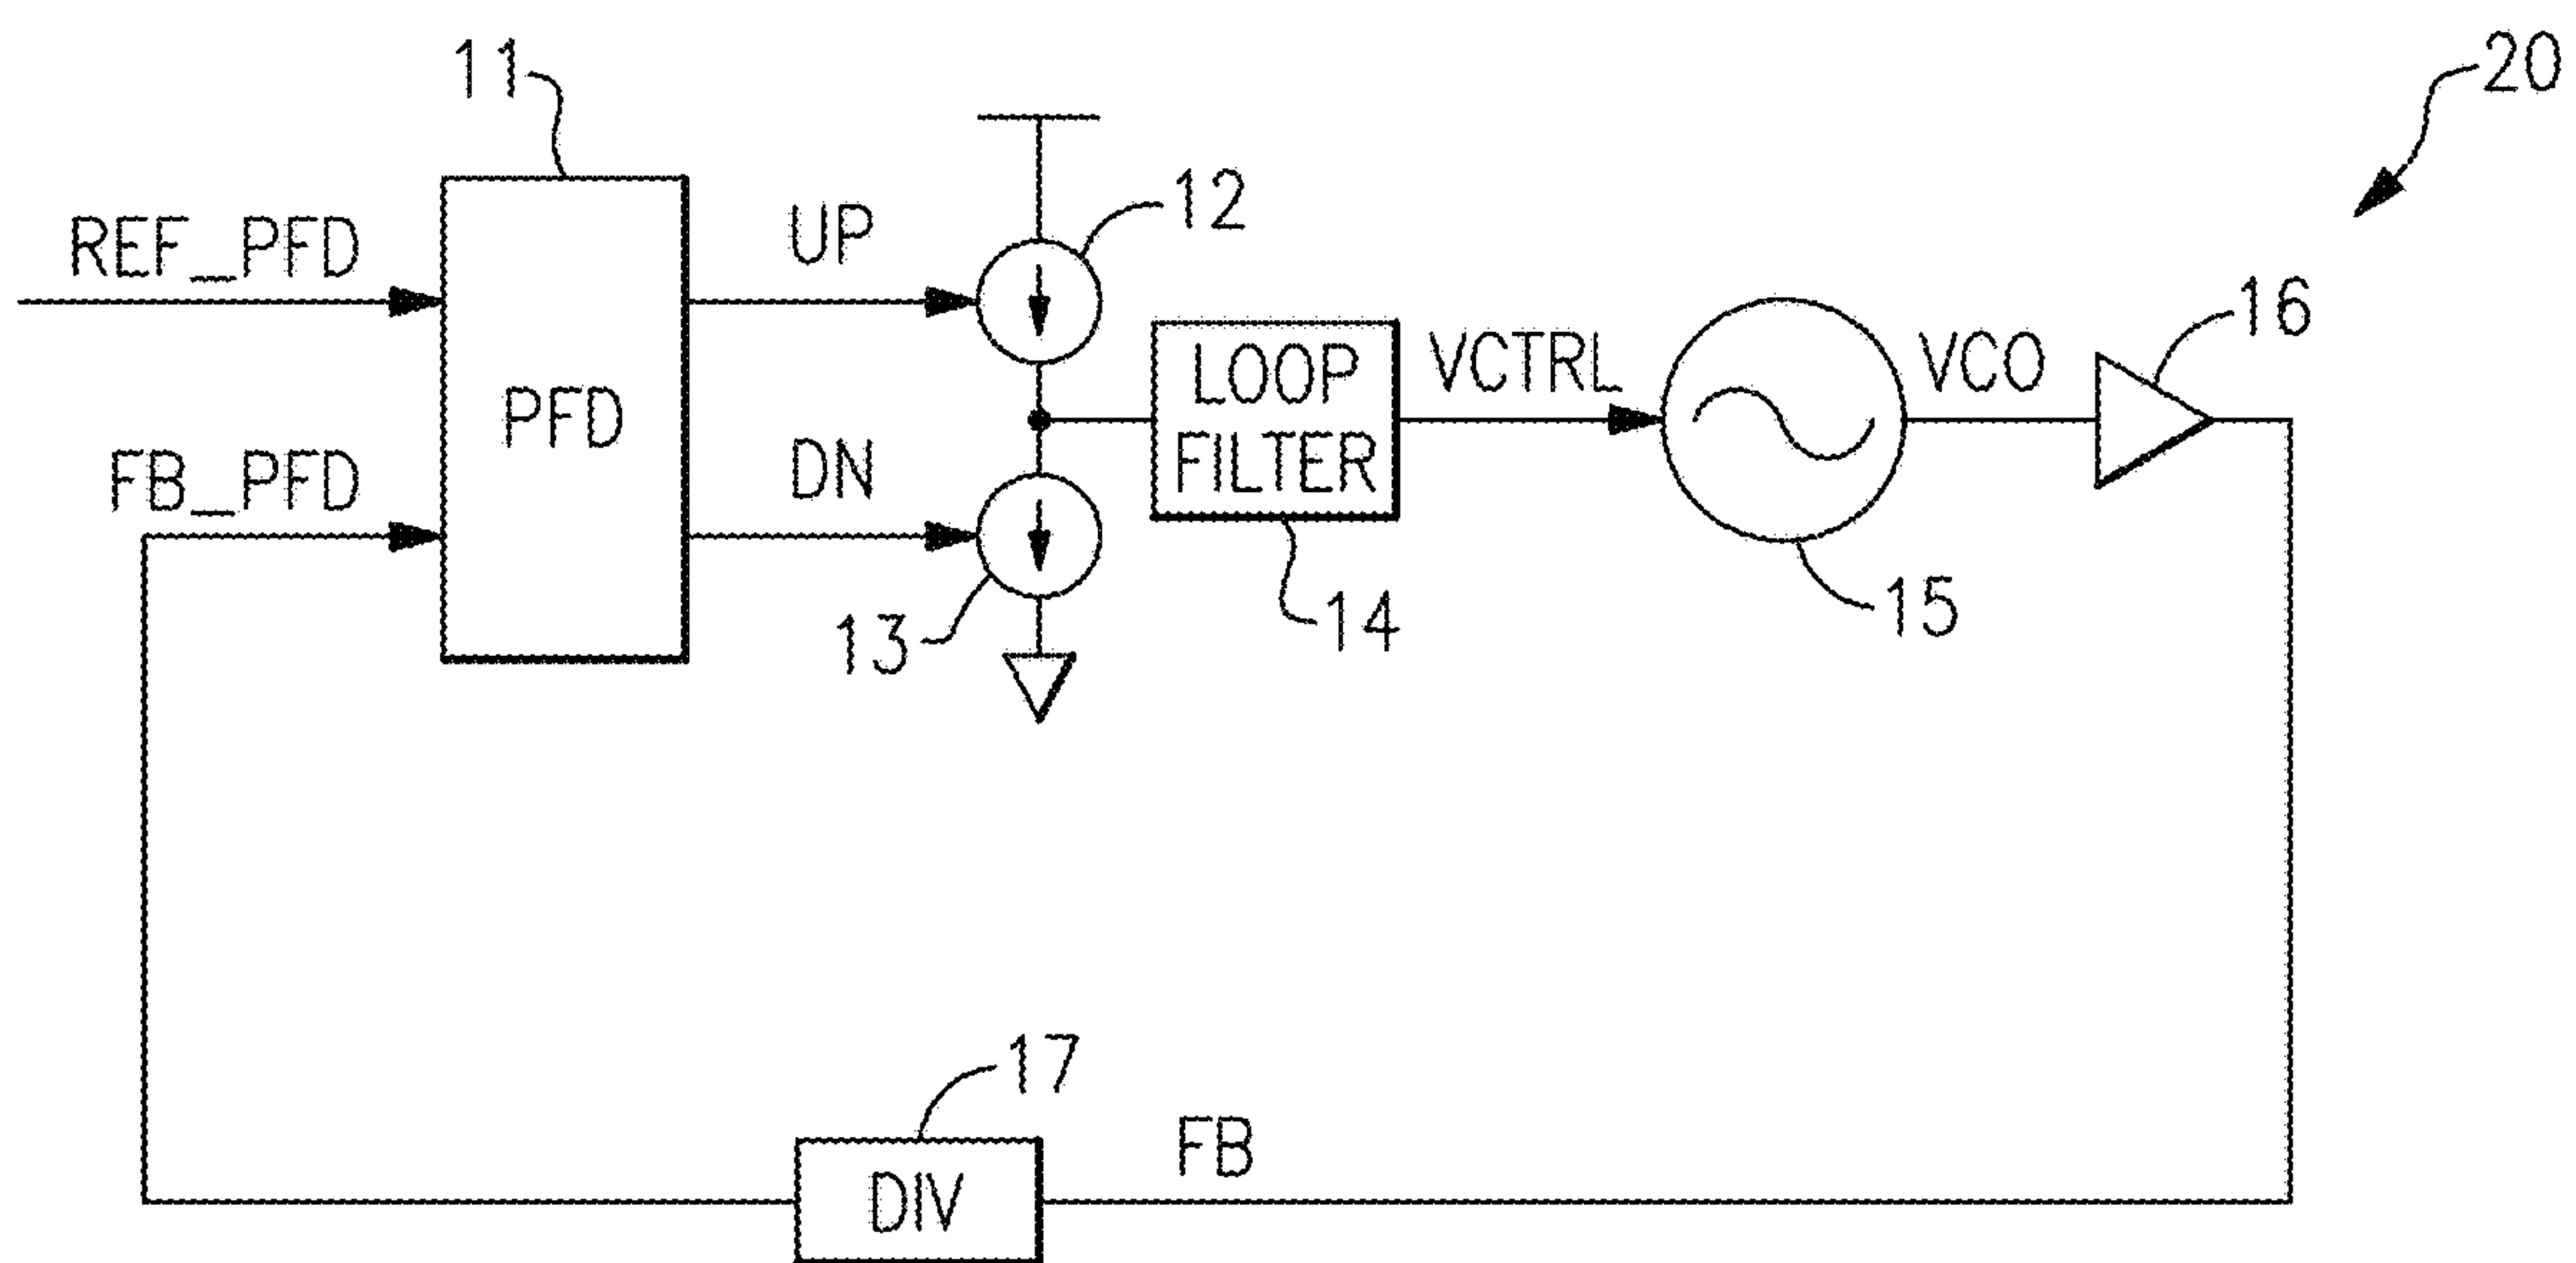 11
20
12
REF_PFD
UP
16
PFD
LOOP
FILTER
VCTRL
VCO
FB_PFD
DN
13
14
15
17
FB
DIV